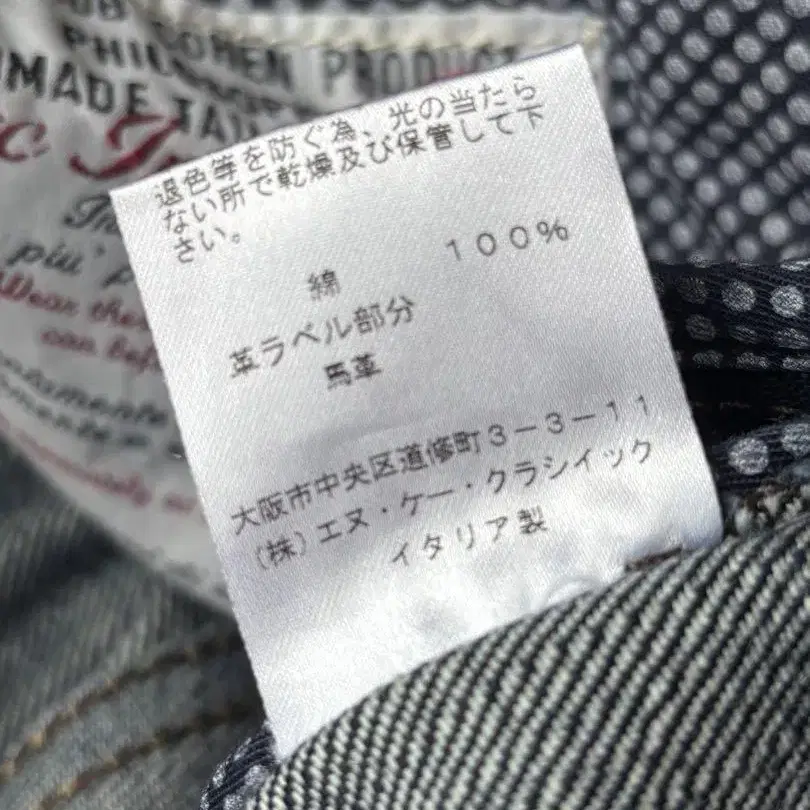 COHEN PRODUCT
退色等を防ぐ為、光の当たら
ない所で乾燥及び保管して下
さい。
綿 100%
革ラベル部分
馬革
大阪市中央区道修町3-3-11
(株)エヌ・ケー・クラシイック
イタリア製